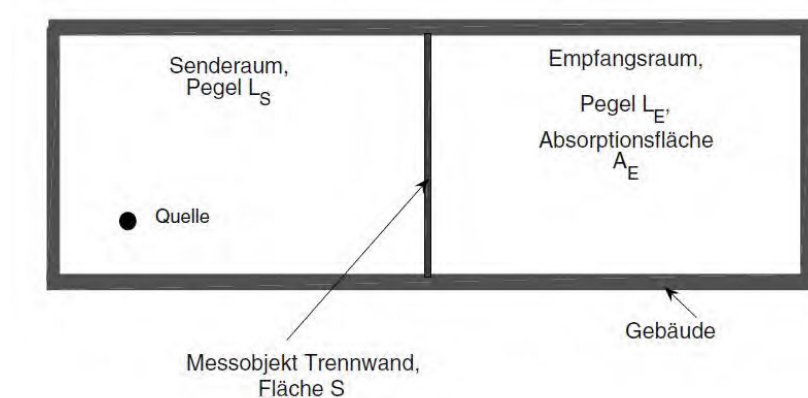 Senderaum,
Pegel L_S
Empfangsraum,
Pegel L_E,
Absorptionsfläche
A_E
Quelle
Gebäude
Messobjekt Trennwand,
Fläche S